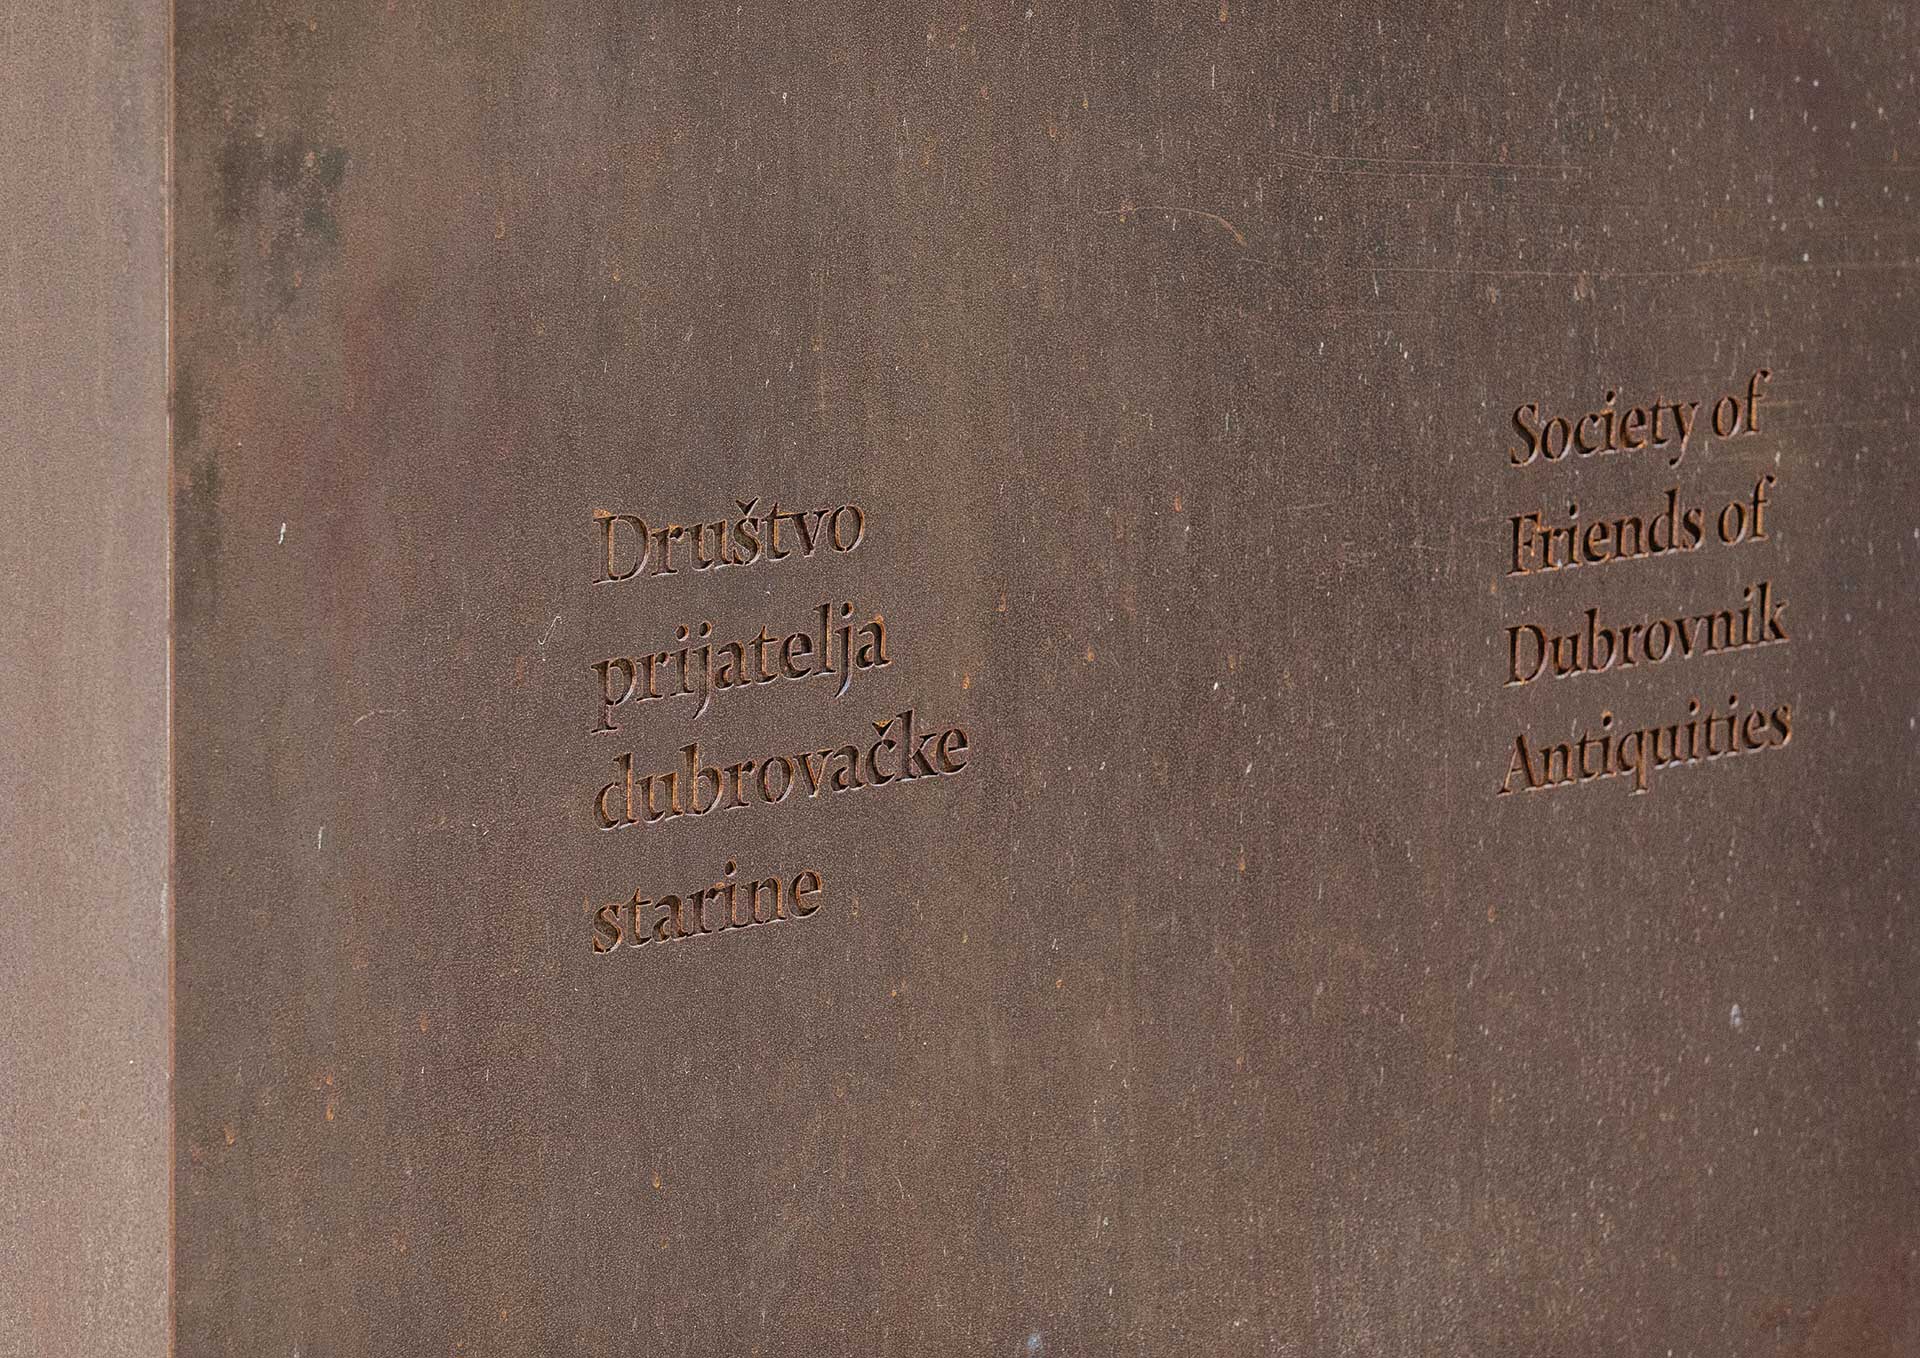 Društvo
prijatelja
dubrovačke
starine
Society of
Friends of
Dubrovnik
Antiquities